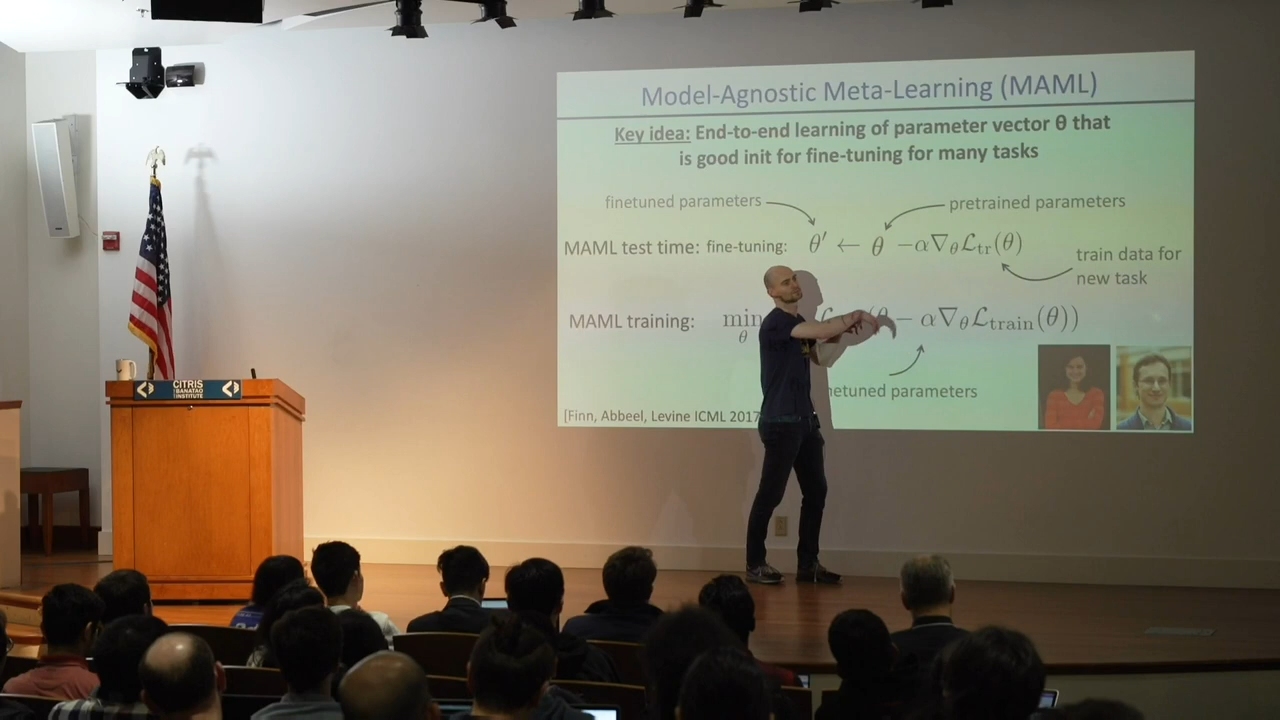 Model-Agnostic Meta-Learning (MAML)
Key idea: End-to-end learning of parameter vector θ that
is good init for fine-tuning for many tasks
finetuned parameters
pretrained parameters
MAML test time: fine-tuning: θ′ ← θ −α∇θℒtr(θ)
train data for
new task
MAML training: min θ (θ − α∇θℒtrain(θ))
netuned parameters
[Finn, Abbeel, Levine ICML 2017
CITRIS
BANATAO
INSTITUTE